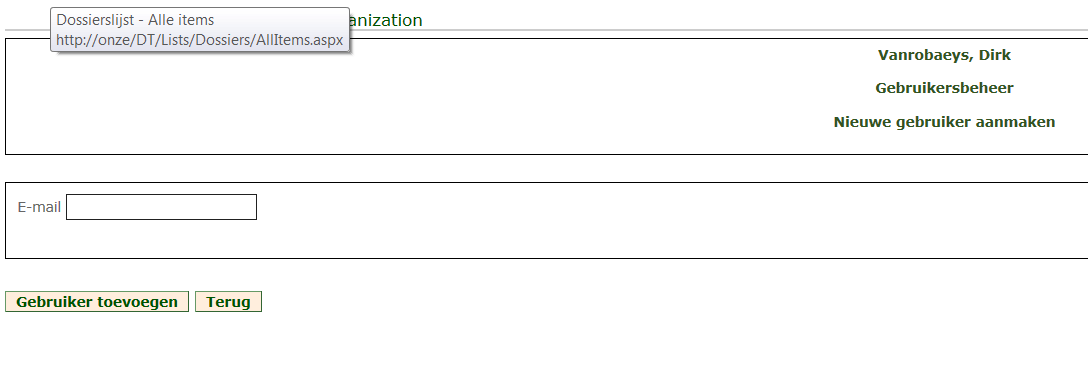 Dossierslijst - Alle items
http://onze/DT/Lists/Dossiers/AllItems.aspx
anization
Vanrobaeys, Dirk
Gebruikersbeheer
Nieuwe gebruiker aanmaken
E-mail
Gebruiker toevoegen
Terug